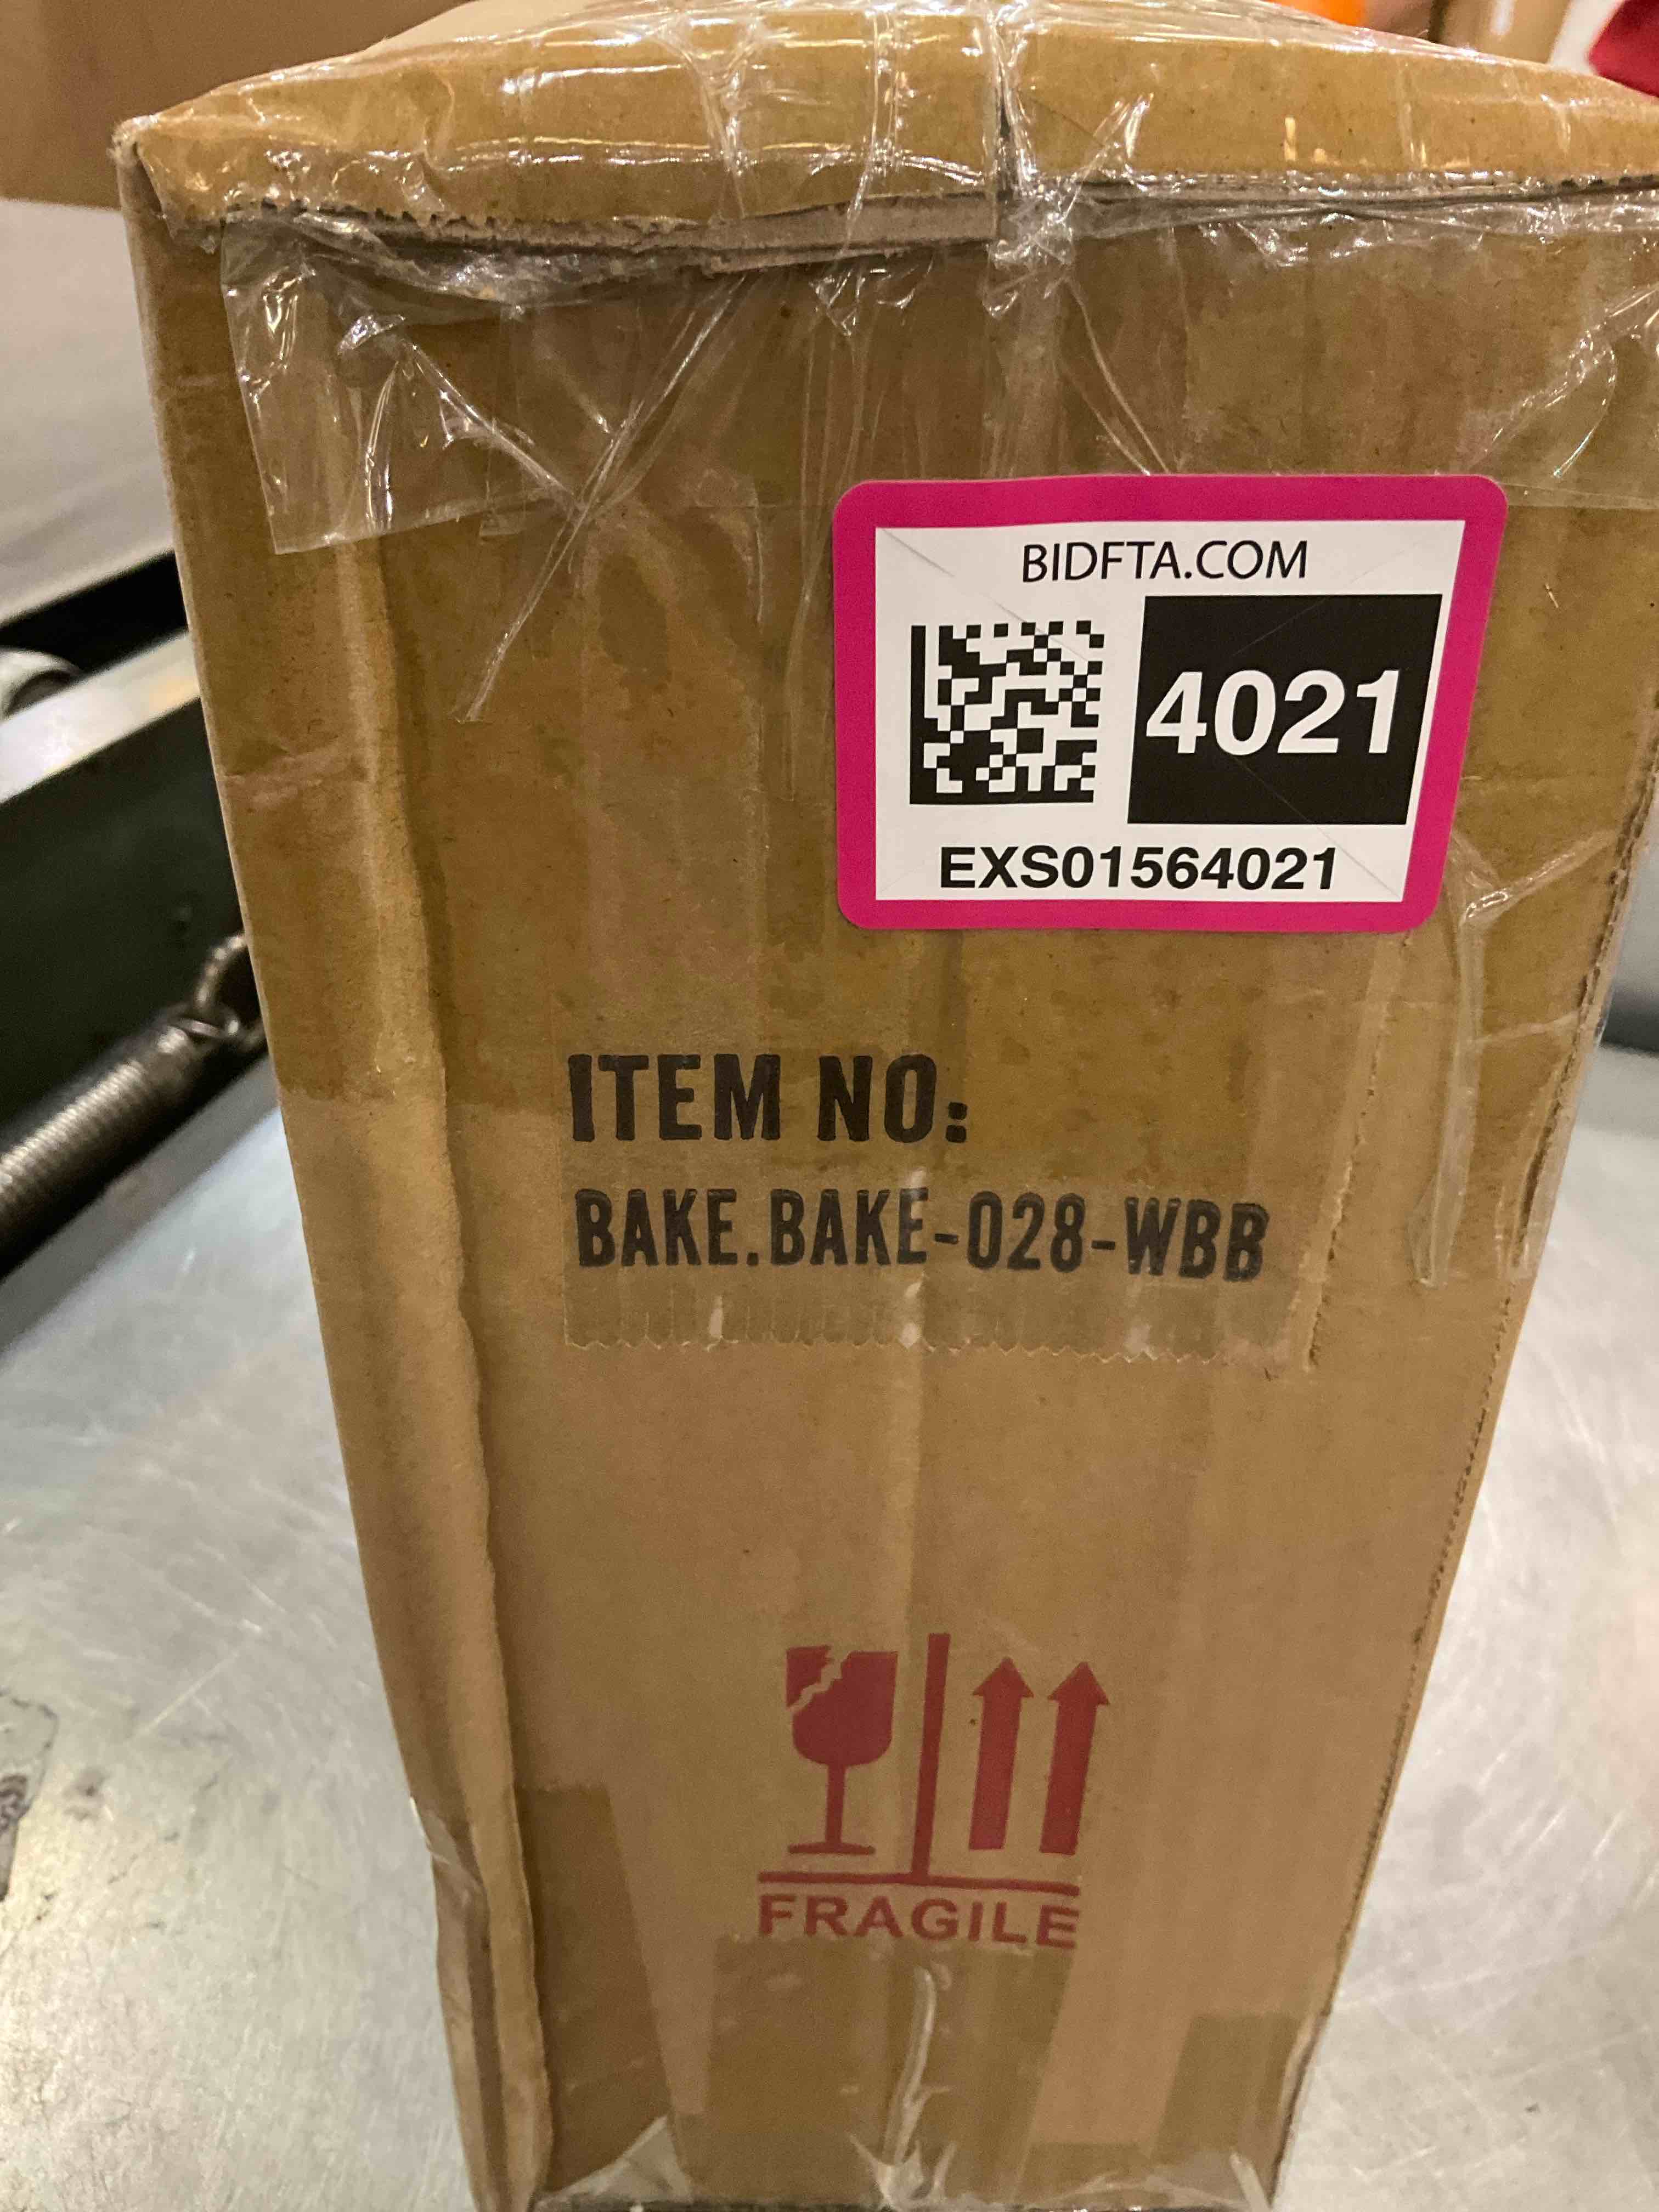 BIDFTA.COM
4021
EXS01564021
ITEM NO:
BAKE.BAKE-028-WBB
FRAGILE